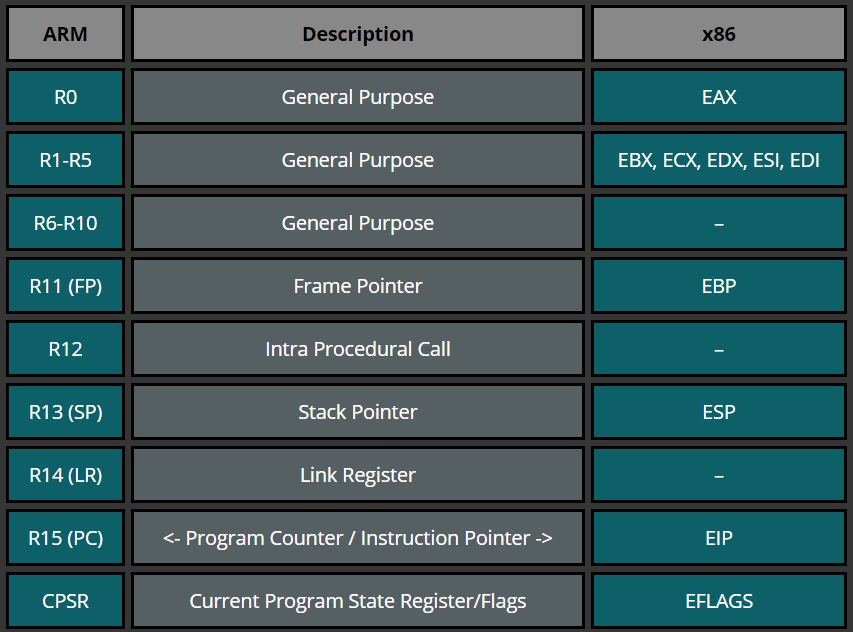 ARM Description x86
R0 General Purpose EAX
R1-R5 General Purpose EBX, ECX, EDX, ESI, EDI
R6-R10 General Purpose –
R11 (FP) Frame Pointer EBP
R12 Intra Procedural Call –
R13 (SP) Stack Pointer ESP
R14 (LR) Link Register –
R15 (PC) <- Program Counter / Instruction Pointer -> EIP
CPSR Current Program State Register/Flags EFLAGS